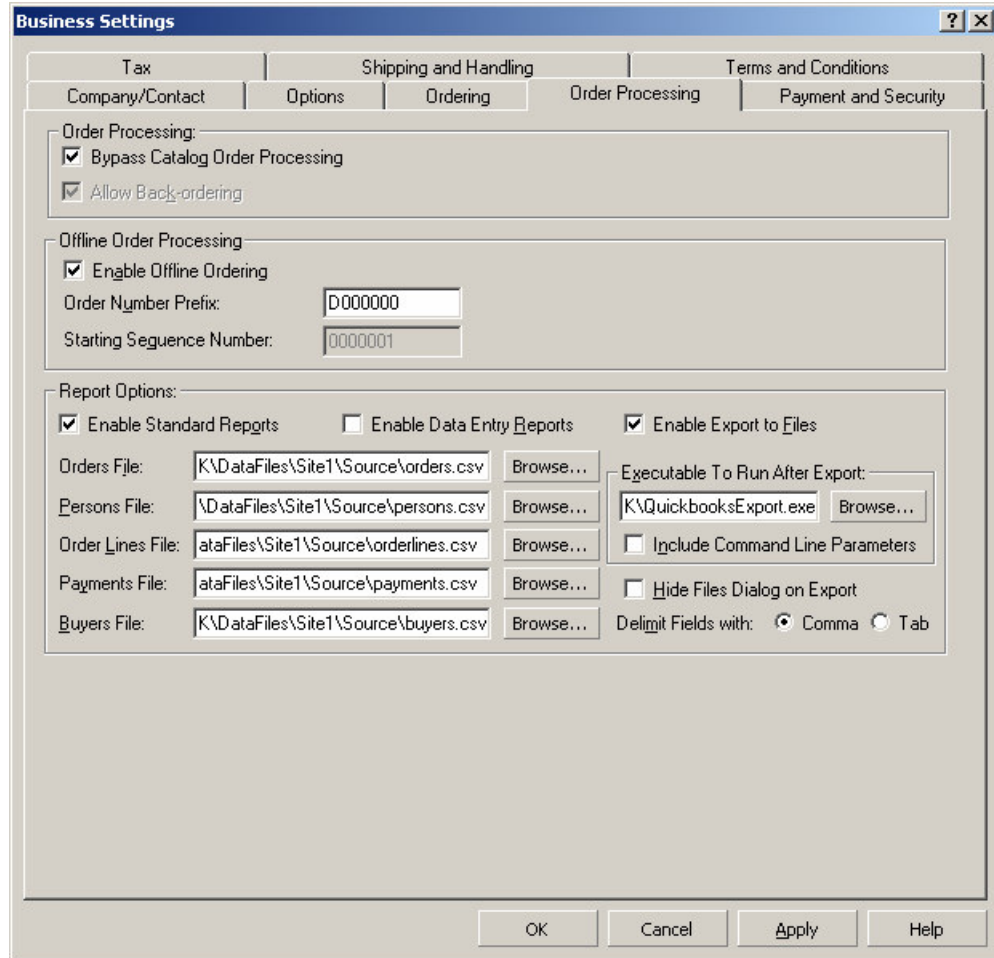 Business Settings
Tax Shipping and Handling Terms and Conditions
Company/Contact Options Ordering Order Processing Payment and Security
Order Processing:
Bypass Catalog Order Processing
Allow Back-ordering
Offline Order Processing
Enable Offline Ordering
Order Number Prefix: D000000
Starting Seguence Number: 0000001
Report Options:
Enable Standard Reports Enable Data Entry Reports Enable Export to Files
Orders File: K\DataFiles\Site1\Source\orders.csv Browse...
Executable To Run After Export:
Persons File: \DataFiles\Site1\Source\persons.csv Browse... K\QuickbooksExport.exe Browse...
Order Lines File: ataFiles\Site1\Source\orderlines.csv Browse... Include Command Line Parameters
Payments File: ataFiles\Site1\Source\payments.csv Browse... Hide Files Dialog on Export
Buyers File: K\DataFiles\Site1\Source\buyers.csv Browse... Delimit Fields with: Comma Tab
OK Cancel Apply Help